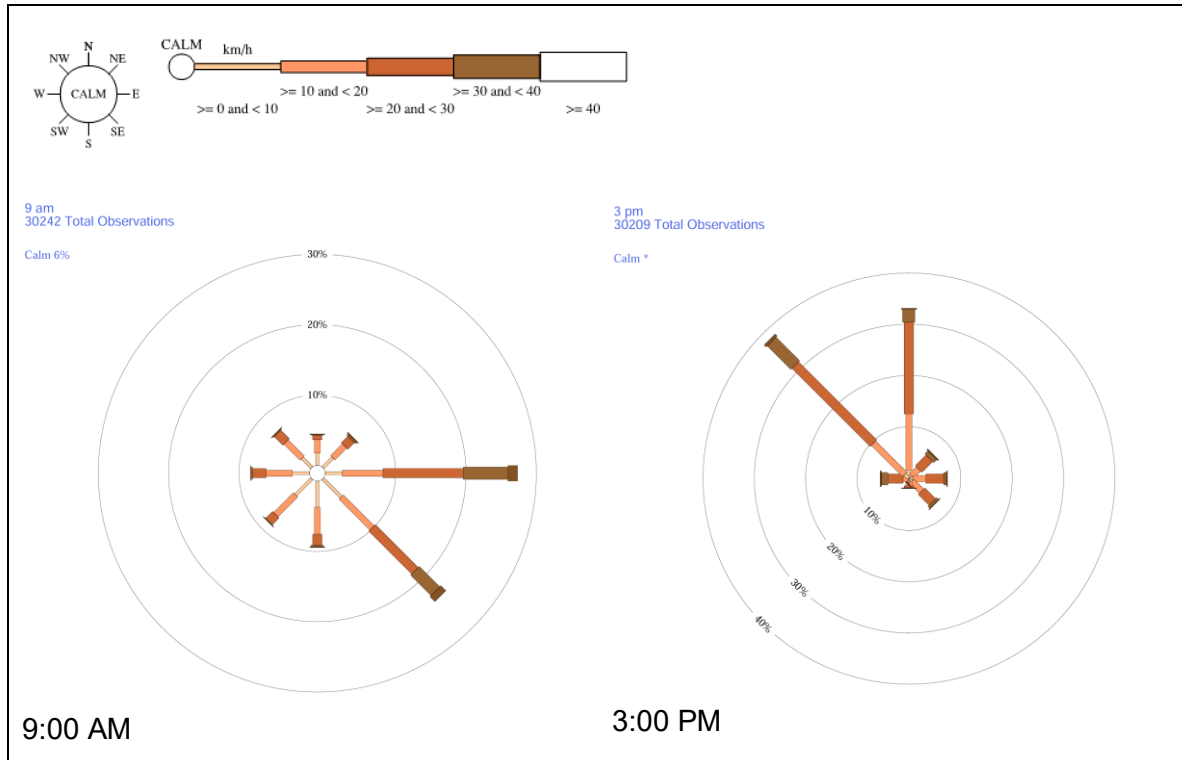 N
NW
NE
W
CALM
E
SW
SE
S
CALM
km/h
>= 10 and < 20
>= 30 and < 40
>= 0 and < 10
>= 20 and < 30
>= 40
9 am
30242 Total Observations
Calm 6%
30%
20%
10%
9:00 AM
3 pm
30209 Total Observations
Calm *
10%
20%
30%
40%
3:00 PM